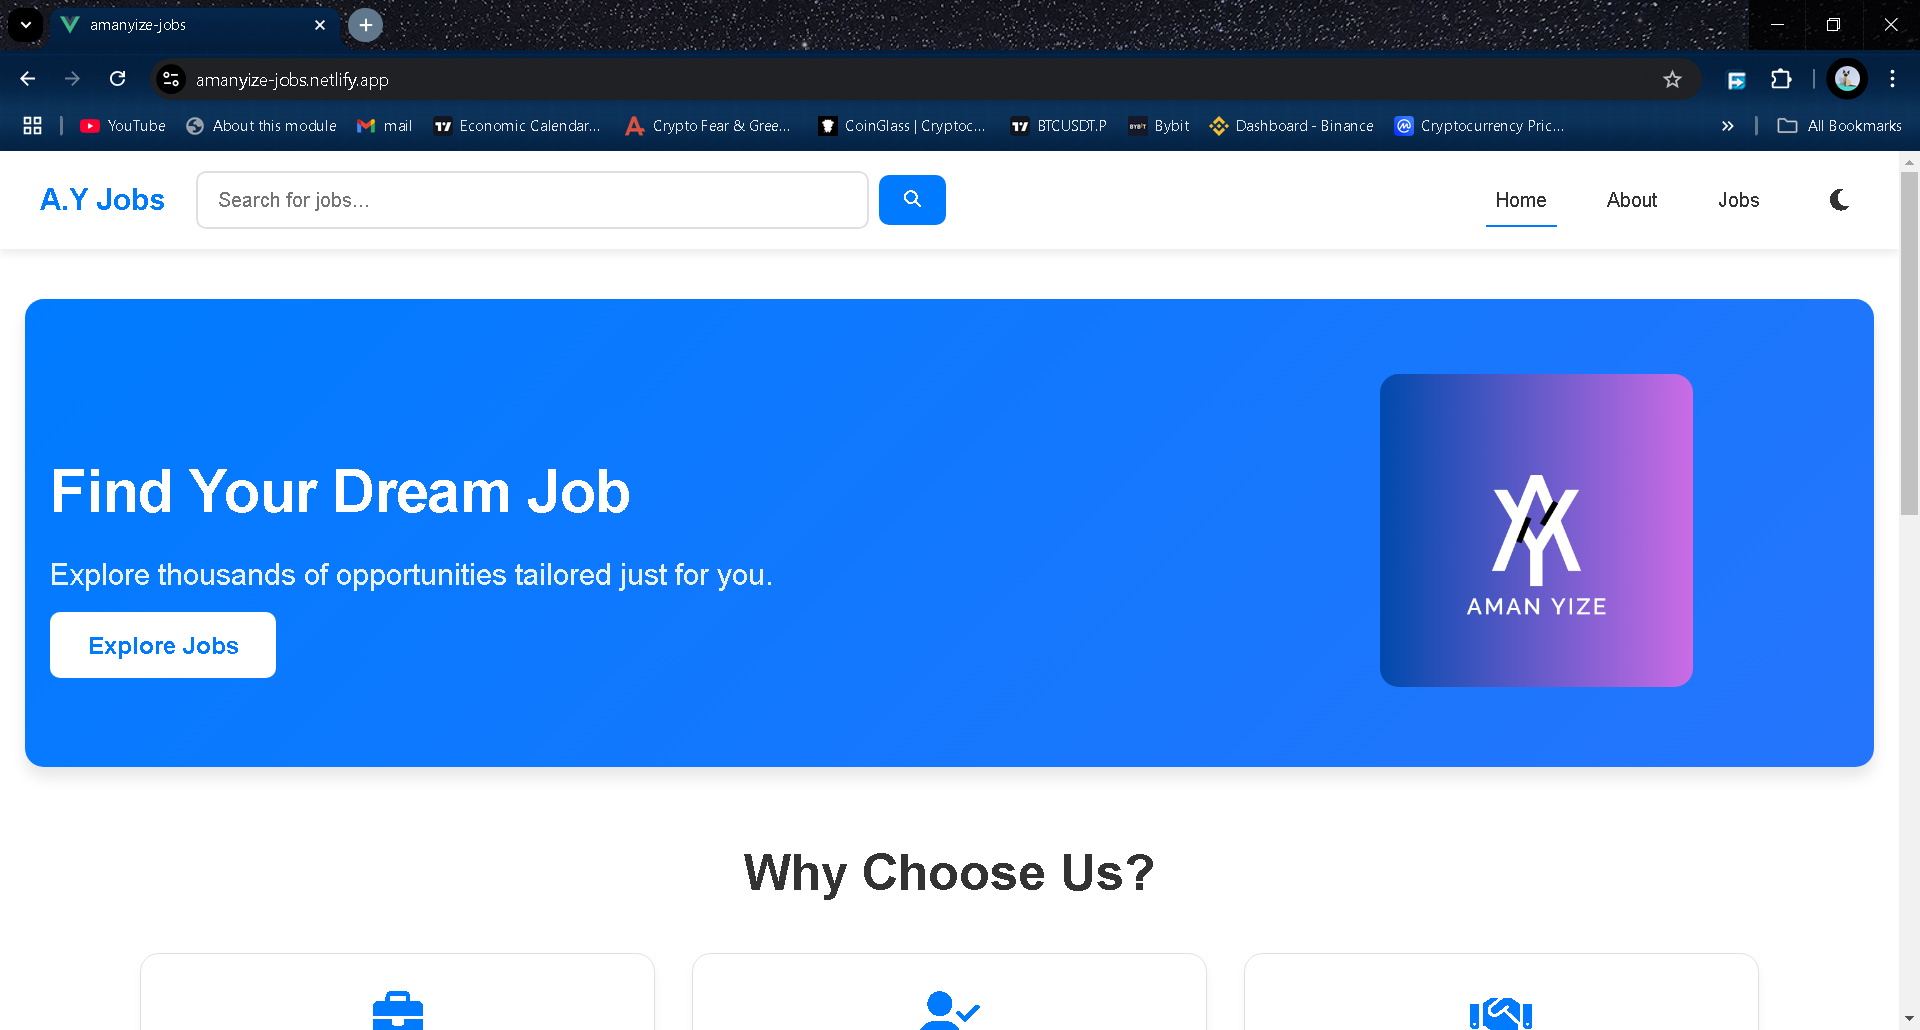 amanyize-jobs
amanyize-jobs.netlify.app
YouTube
About this module
mail
Economic Calendar...
Crypto Fear & Gree...
CoinGlass | Cryptoc...
BTCUSDT.P
Bybit
Dashboard - Binance
Cryptocurrency Pric...
All Bookmarks
A.Y Jobs
Search for jobs...
Home
About
Jobs
Find Your Dream Job
Explore thousands of opportunities tailored just for you.
Explore Jobs
AMAN YIZE
Why Choose Us?